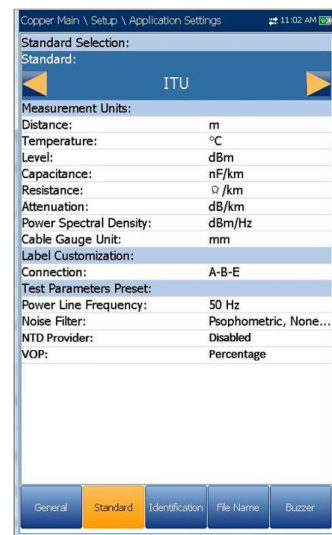 Copper Main \ Setup \ Application Settings 11:02 AM
Standard Selection:
Standard:
ITU
Measurement Units:
Distance: m
Temperature: °C
Level: dBm
Capacitance: nF/km
Resistance: Ω /km
Attenuation: dB/km
Power Spectral Density: dBm/Hz
Cable Gauge Unit: mm
Label Customization:
Connection: A-B-E
Test Parameters Preset:
Power Line Frequency: 50 Hz
Noise Filter: Psophometric, None...
NTD Provider: Disabled
VOP: Percentage
General Standard Identification File Name Buzzer